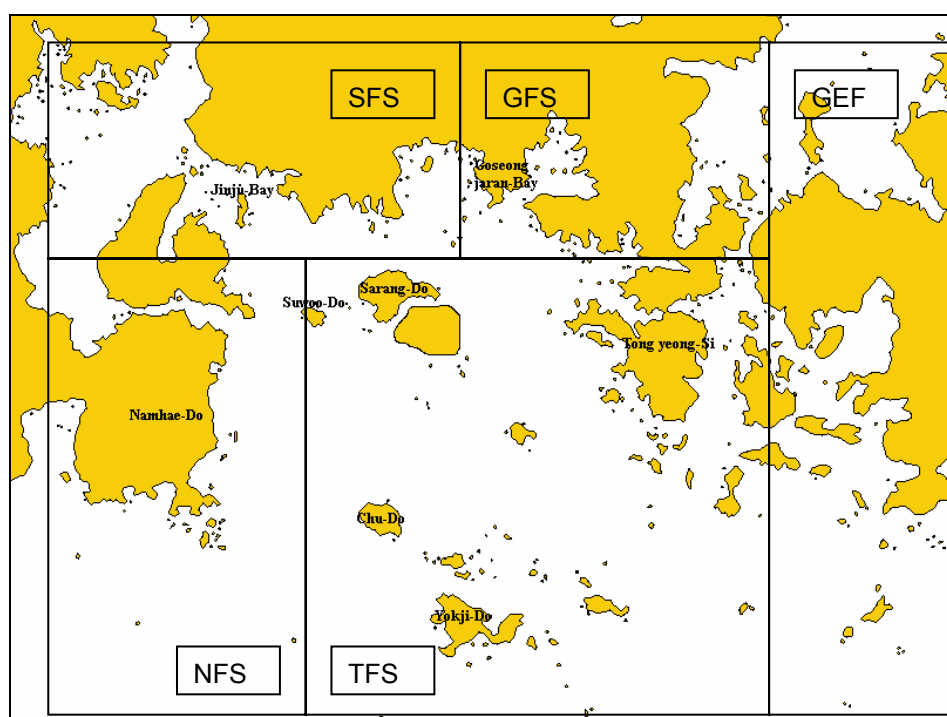 SFS
GFS
GEF
Goseong
jaran-Bay
Jinju-Bay
Sarang-Do
Suwoo-Do
Tong yeong-Si
Namhae-Do
Chu-Do
Yokji-Do
NFS
TFS